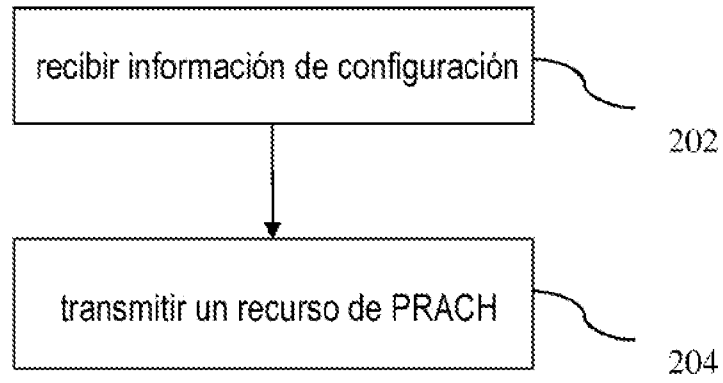 recibir información de configuración
202
transmitir un recurso de PRACH
204